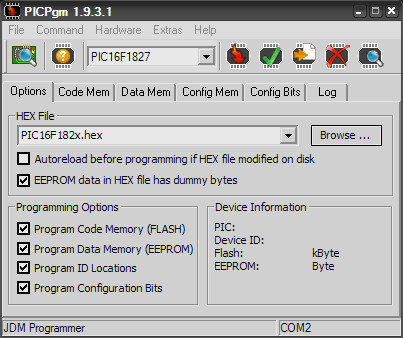 PICPgm 1.9.3.1
File Command Hardware Extras Help
PIC16F1827
Options Code Mem Data Mem Config Mem Config Bits Log
HEX File
PIC16F182x.hex Browse ...
Autoreload before programming if HEX file modified on disk
EEPROM data in HEX file has dummy bytes
Programming Options
Program Code Memory (FLASH)
Program Data Memory (EEPROM)
Program ID Locations
Program Configuration Bits
Device Information
PIC:
Device ID:
Flash: kByte
EEPROM: Byte
JDM Programmer COM2